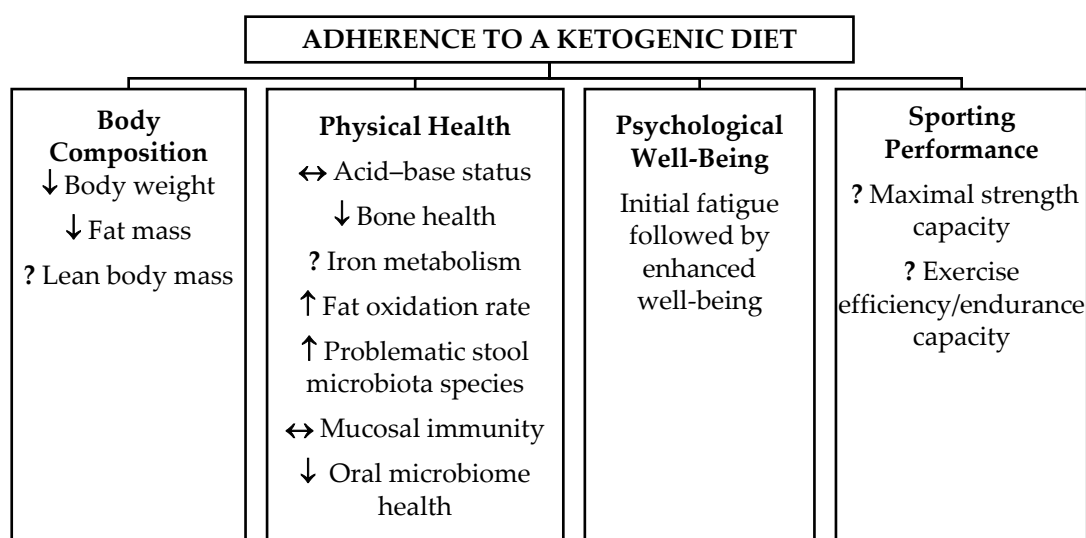 ADHERENCE TO A KETOGENIC DIET
Body
Composition
↓ Body weight
↓ Fat mass
? Lean body mass
Physical Health
↔ Acid–base status
↓ Bone health
? Iron metabolism
↑ Fat oxidation rate
↑ Problematic stool
microbiota species
↔ Mucosal immunity
↓ Oral microbiome
health
Psychological
Well-Being
Initial fatigue
followed by
enhanced
well-being
Sporting
Performance
? Maximal strength
capacity
? Exercise
efficiency/endurance
capacity